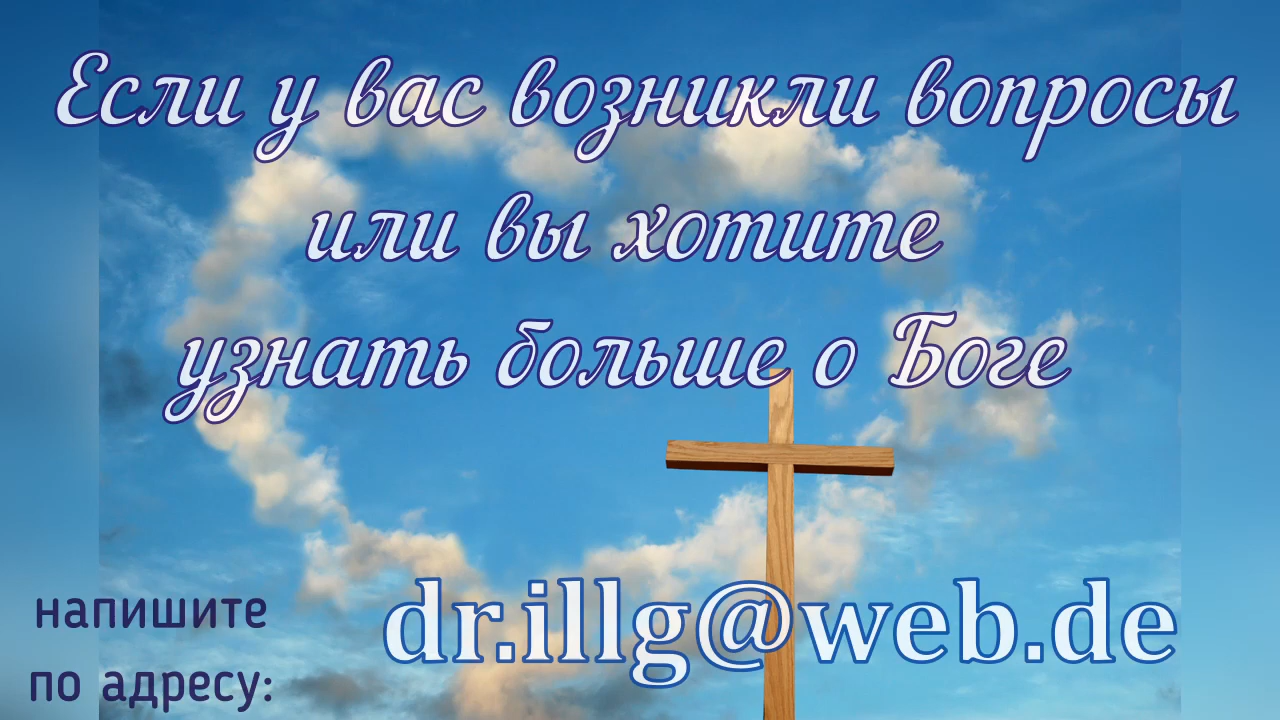 Если у вас возникли вопросы
или вы хотите
узнать больше о Боге
напишите
по адресу:
dr.illg@web.de